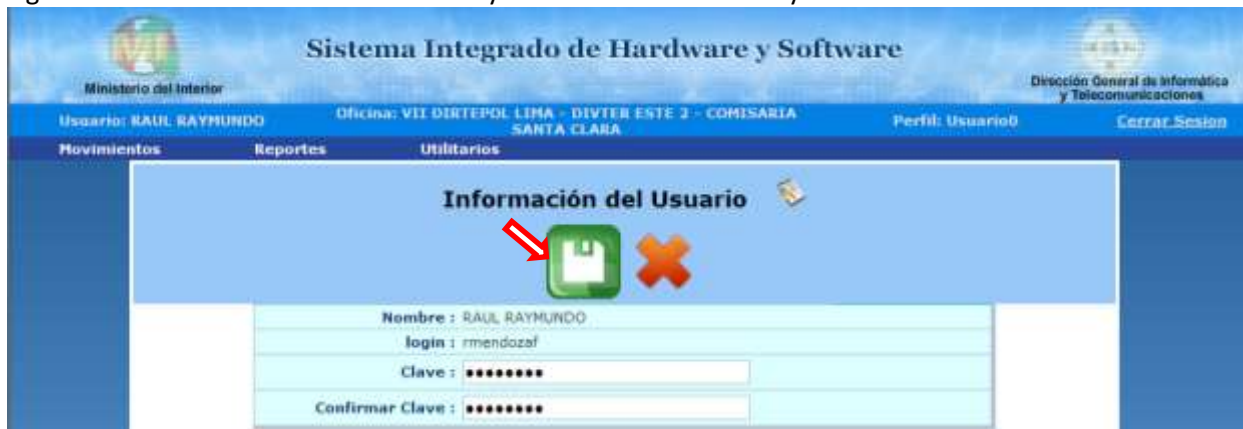 Sistema Integrado de Hardware y Software
Ministerio del Interior
Dirección General de Informática
y Telecomunicaciones
Usuario: RAUL RAYMUNDO
Oficina: VII DIRTEPOL LIMA - DIVTER ESTE 2 - COMISARIA
SANTA CLARA
Perfil: Usuario0
Cerrar Sesion
Movimientos Reportes Utilitarios
Información del Usuario
Nombre : RAUL RAYMUNDO
login : rmendozaf
Clave : ••••••••
Confirmar Clave : ••••••••